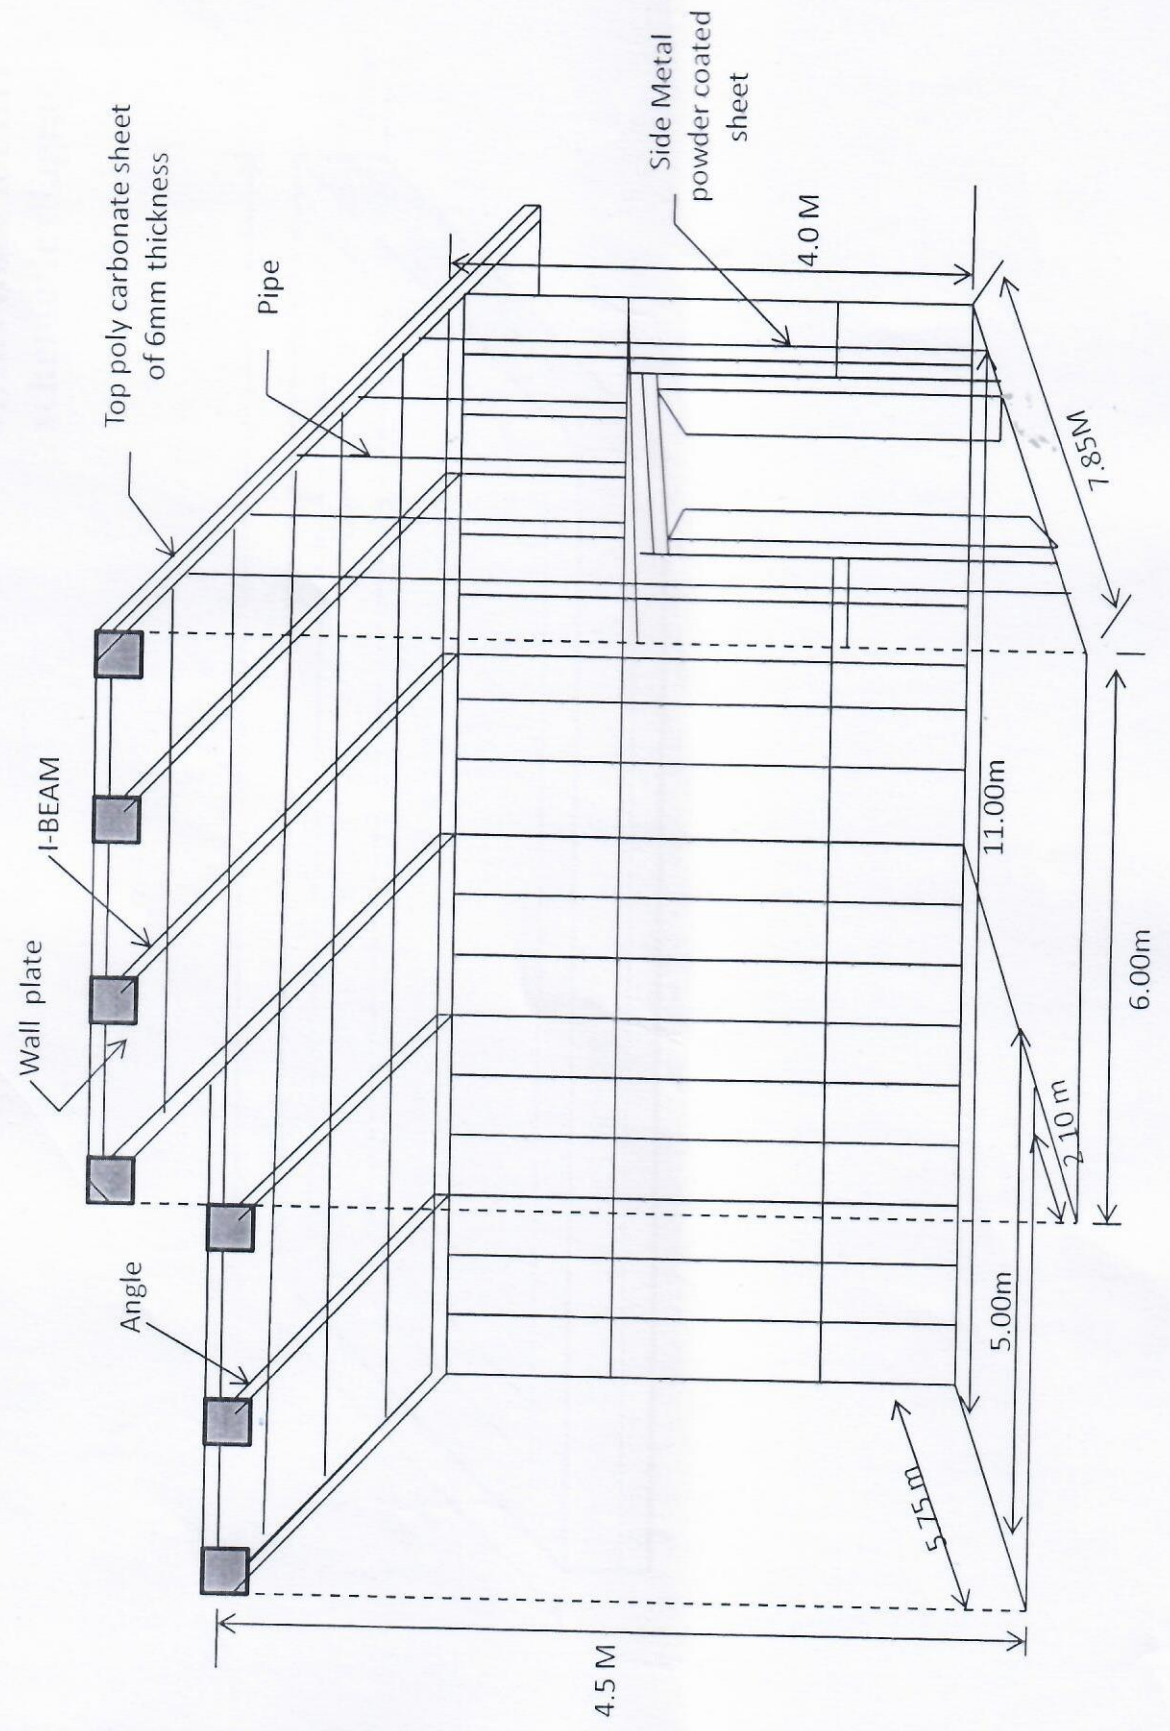 Top poly carbonate sheet
of 6mm thickness
Pipe
I-BEAM
Wall plate
Angle
Side Metal
powder coated
sheet
4.0 M
7.85M
11.00m
6.00m
2.10 m
5.00m
5.75m
4.5 M